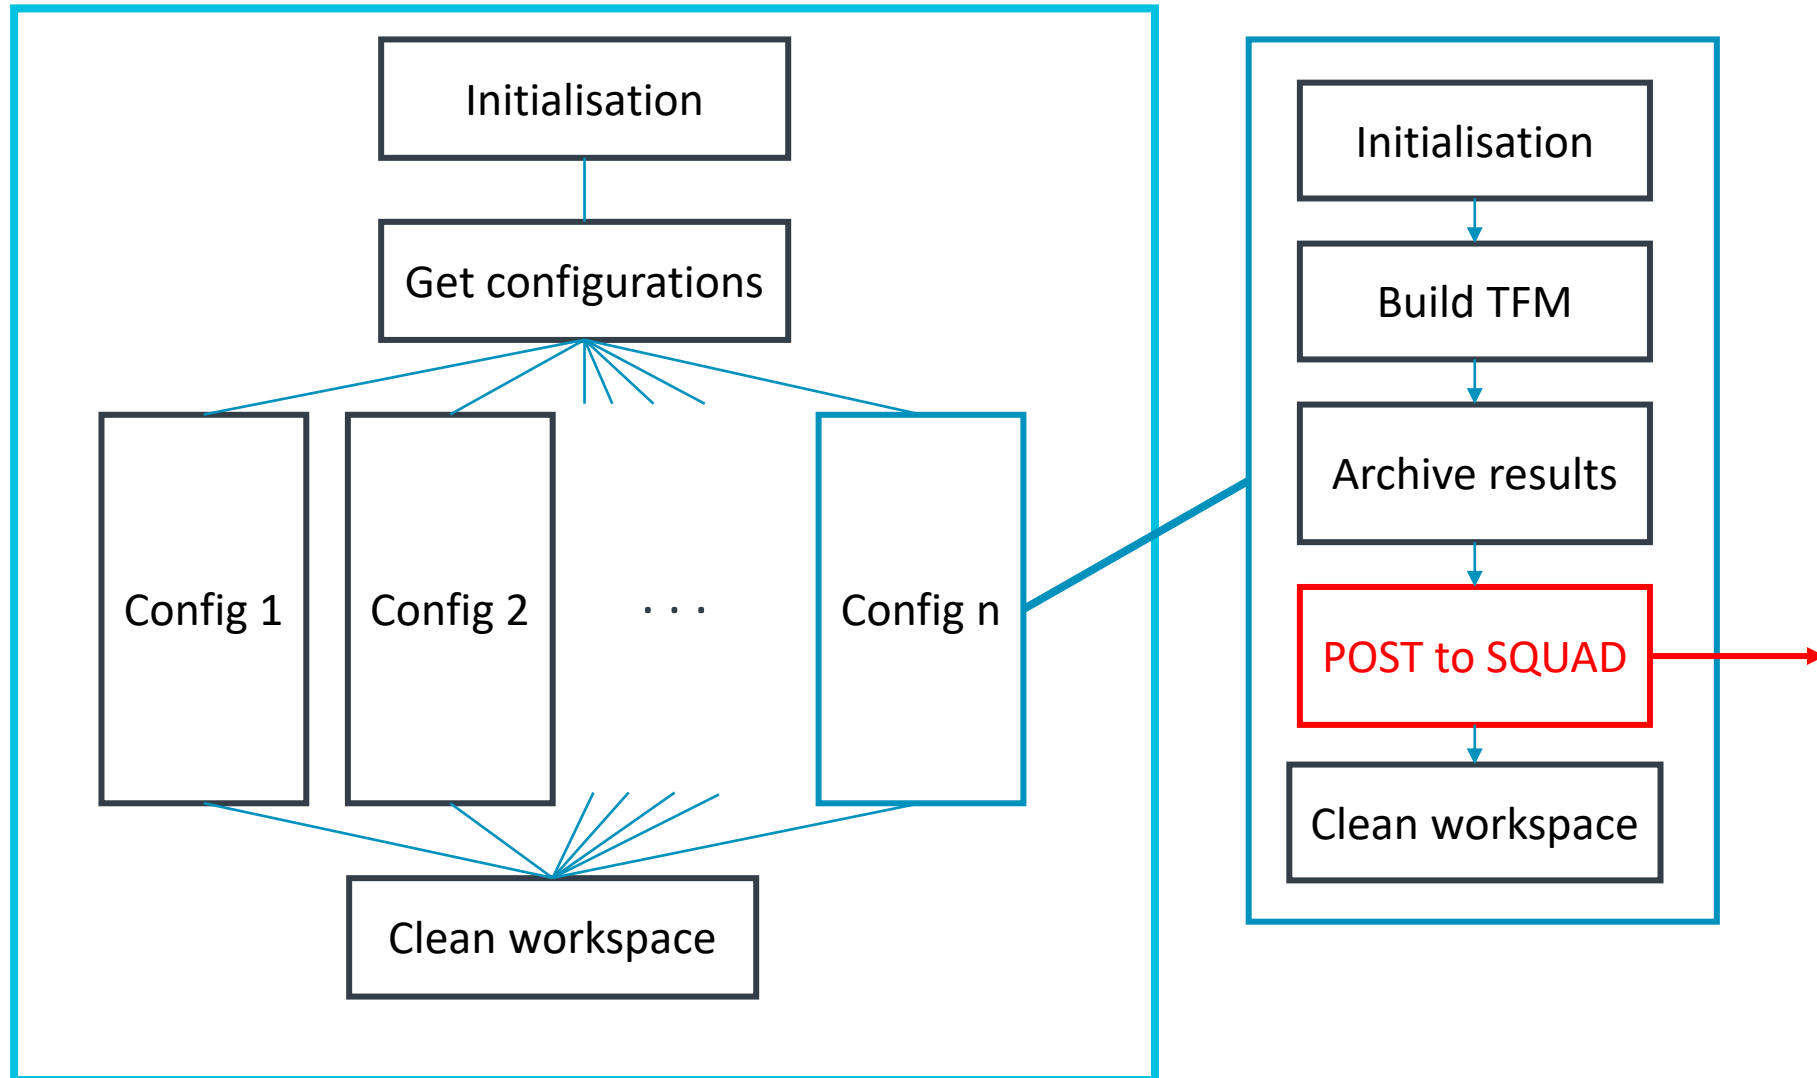 Initialisation
Get configurations
Config 1
Config 2
. . .
Config n
Clean workspace
Initialisation
Build TFM
Archive results
POST to SQUAD
Clean workspace